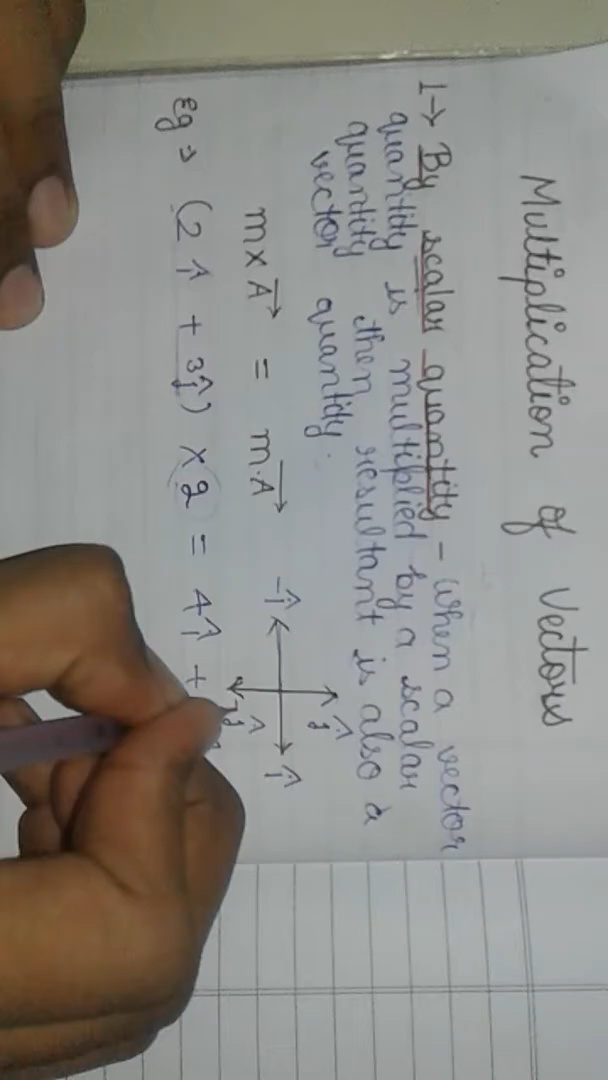 Multiplication of Vectors
1→ By scalar quantity - When a vector
quantity is multiplied by a scalar
quantity then resultant is also a
vector quantity.
m × A⃗ = m.A⃗
-î î ĵ -ĵ
Eg → (2î + 3ĵ) × 2 = 4î +